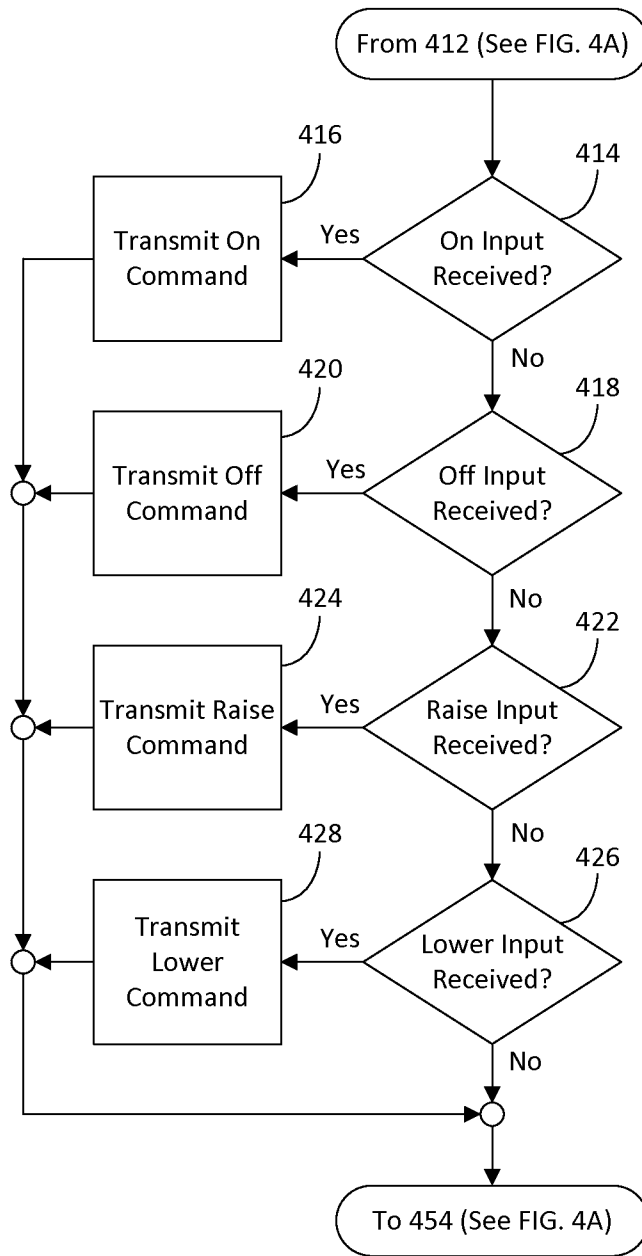 From 412 (See FIG. 4A)
416
414
Transmit On
Command
Yes
On Input
Received?
No
420
418
Transmit Off
Command
Yes
Off Input
Received?
No
424
422
Transmit Raise
Command
Yes
Raise Input
Received?
No
428
426
Transmit
Lower
Command
Yes
Lower Input
Received?
No
To 454 (See FIG. 4A)